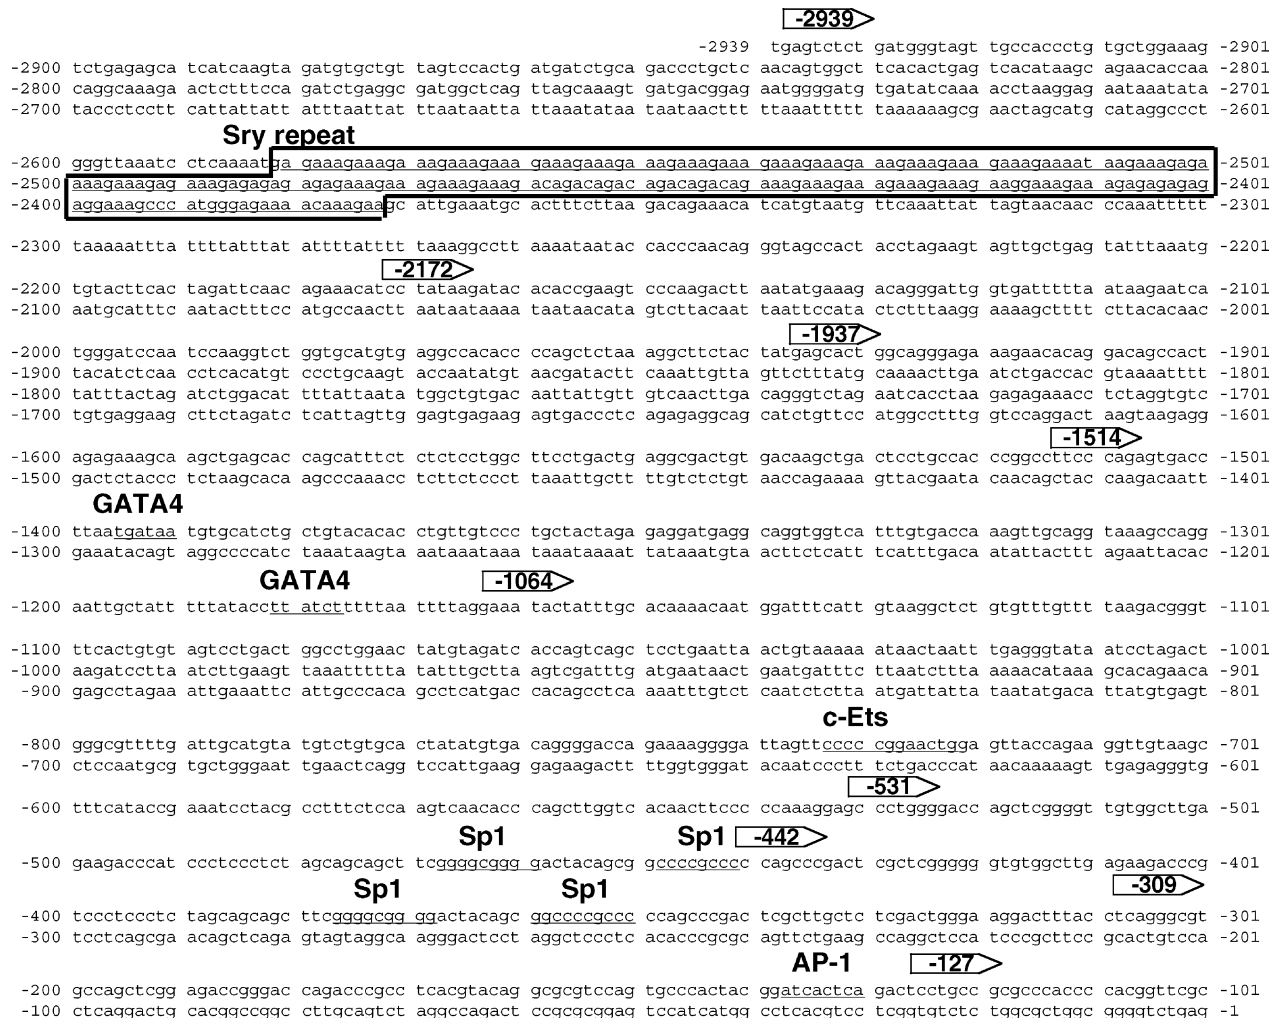 -2939
-2939 tgagtctct gatgggtagt tgccaccctg tgctggaaag -2901
-2900 tctgagagca tcatcaagta gatgtgctgt tagtccactg atgatctgca gaccctgctc aacagtggct tcacactgag tcacataagc agaacaccaa -2801
-2800 caggcaaaga actctttcca gatctgaggc gatggctcag ttagcaaagt gatgacggag aatggggatg tgatatcaaa acctaaggag aataaatata -2701
-2700 taccctcctt cattattatt atttaattat ttaataatta ttaaatataa taataacttt tttaaattttt taaaaaagcg aactagcatg cataggccct -2601
Sry repeat
-2600 gggttaaatc cctcaaaatga gagaaagaaaga aagaaagaaa gaaagaaaga aagaaagaaa gaaagaaaga aagaaagaaa gaaagaaaat aagaaagaga -2501
-2500 aaagaaagag aaagagagag agagaaagaa agaaagaaag acagacagac agacagacag aaagaaagaa agaaagaaag aaggaaagaa agagagagag -2401
-2400 aggaaagccc atgggagaaa acaaagaagc attgaaatgc actttcttaa gacagaaaca tcatgtaatg ttcaaattat tagtaacaac ccaaattttt -2301
-2300 taaaaattta ttttatttat attttatttt taaaggcctt aaaataatac cacccaacag ggtagccact acctagaagt agttgctgag tatttaaatg -2201
-2172
-2200 tgtacttcac tagattcaac agaaacatcc tataagatac acaccgaagt cccaagactt aatatgaaag acagggattg ggtgattttta ataagaatca -2101
-2100 aatgcatttc aatactttcc atgccaactt aataataaaa taataacata gtcttacaat taattccata ctctttaagg aaaagctttt cttacacaac -2001
-1937
-2000 tgggatccaa tccaaggtct ggtgcatgtg aggccacacc ccagctctaa aggcttctac tatgagcact ggcagggaga aagaacacag gacagccact -1901
-1900 tacatctcaa cctcacatgt ccctgcaagt accaatatgt aacgatactt caaattgtta gttctttatg caaaacttga atctgaccac gtaaaatttt -1801
-1800 tatttactag atctggacat tttattaata tggctgtgac aattattgtt gtcaacttga cagggtctag aatcacctaa gagagaaacc tctaggtgtc -1701
-1700 tgtgaggaag cttctagatc tcattagttg gagtgagaag agtgaccctc agagaggcag catctgttcc atggcctttg gtccaggact aagtaagagg -1601
-1514
-1600 agagaaagca agctgagcac cagcatttct ctctcctggc ttcctgactg aggcgactgt gacaagctga ctcctgccac cccggccttccc cagagtgacc -1501
-1500 gactctaccc tctaagcaca agcccaaacc tcttctccct taaattgctt ttgtctctgt aaccagaaaa gttacgaata caacagctac caagacaatt -1401
GATA4
-1400 ttaatgataa tgtgcatctg ctgtacacac ctgttgtccc tgctactaga gaggatgagg caggtggtca tttgtgacca aagttgcagg taaagccagg -1301
-1300 gaaatacagt aggccccatc taaataagta aataaataaa taaataaaat tataaatgta acttctcatt tcatttgaca atattacttt agaattacac -1201
GATA4 -1064
-1200 aattgctatt tttataccтt atcttttttaa ttttaggaaa tactatttgc acaaaacaat ggatttcatt gtaaggctct gtgtttgttt taagacgggt -1101
-1100 ttcactgtgt agtcctgact ggcctggaac tatgtagatc accagtcagc tcctgaatta actgtaaaaa ataactaatt tgagggtata atcctagact -1001
-1000 aagatcctta atcttgaagt taaattttta tatttgctta agtcgatttg atgaataact gaatgatttc ttaatcttta aaaacataaa gcacagaaca -901
-900 gagcctagaa attgaaattc attgcccaca gcctcatgac cacagcctca aaatttgtct caatctctta atgattatta taatatgaca ttatgtgagt -801
c-Ets
-800 gggcgttttg attgcatgta tgtctgtgca ctatatgtga caggggacca gaaaagggga ttagttcccc ccggaactgga gttaccagaa ggttgtaagc -701
-700 ctccaatgcg tgctgggaat tgaactcagg tccattgaag gagaagactt ttggtgggat acaatccctt tctgacccat aacaaaaagt tgagagggtg -601
-531
-600 tttcataccg aaatcctacg cctttctcca agtcaacacc cagcttggtc acaacttccc ccaaaggagc ccctggggacc agctcggggt tgtggcttga -501
Sp1 Sp1 -442
-500 gaagacccat ccctccctct agcagcagct tcggggcggg gactacagcg gccccgcccc cagcccgact cgctcggggg gtgtggcttg agaagacccg -401
Sp1 Sp1 -309
-400 tccctccctc tagcagcagc ttcggggcgg ggactacagc ggccccgccc ccagcccgac tcgcttgctc tcgactggga aggactttac ctcagggcgt -301
-300 tcctcagcga acagctcaga gtagtaggca agggactcct aggctccctc acacccgcgc agttctgaag ccaggctcca tcccgcttcc gcactgtcca -201
AP-1 -127
-200 gccagctcgg agaccgggac cagacccgcc tcacgtacag gcgcgtccag tgcccactac ggatcactca gactcctgcc gcgcccaccc cacggttcgc -101
-100 ctcaggactg cacggccggc cttgcagtct aggccagact ccgcgcggag tccatcatgg cctcacgtcc tcggtgtctc tggcgctggc ggggtctgag -1